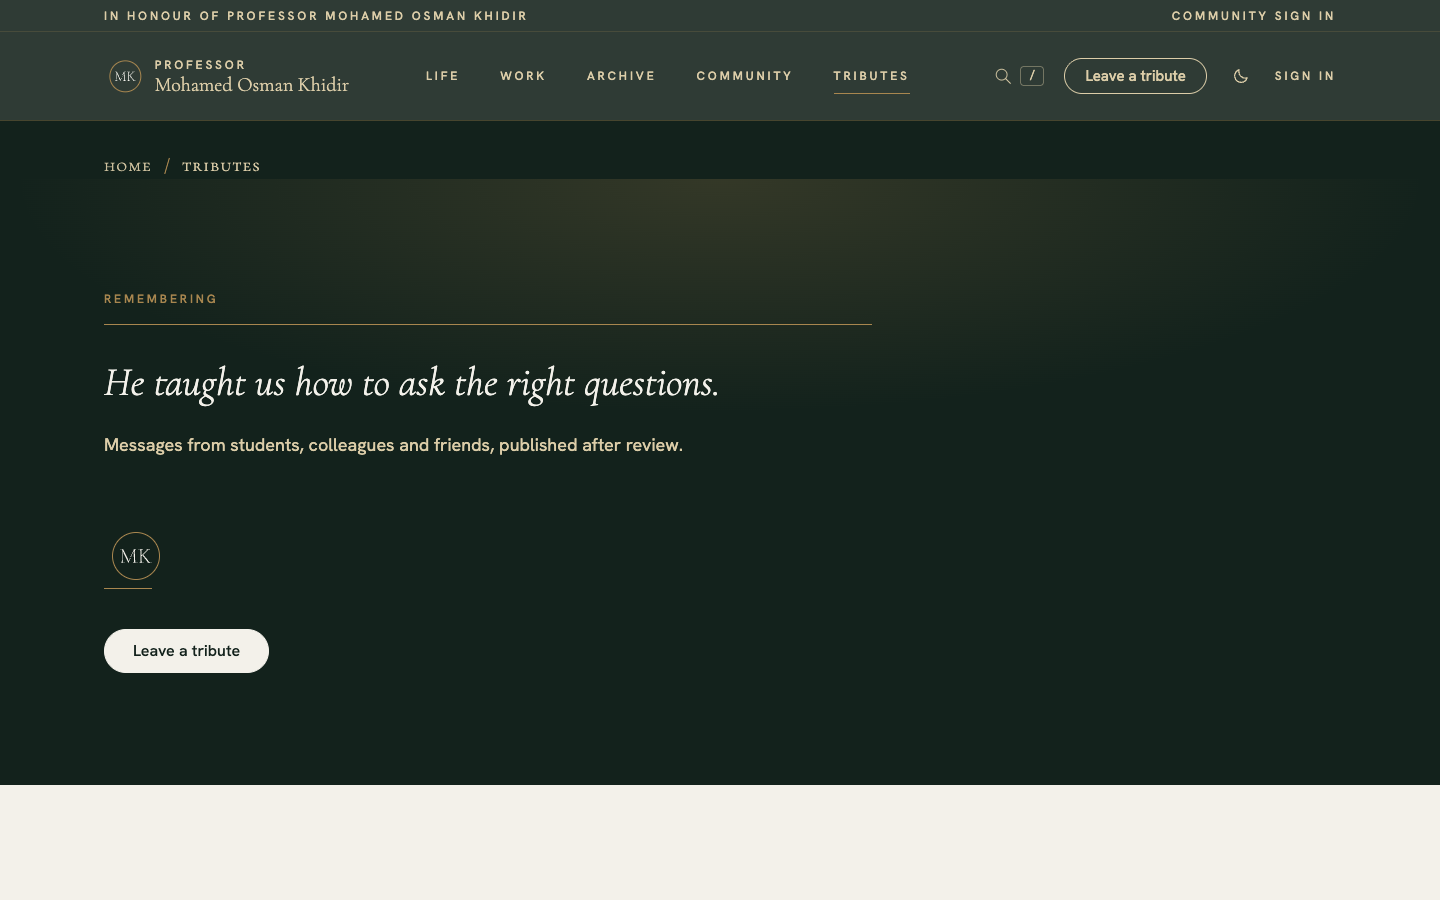 IN HONOUR OF PROFESSOR MOHAMED OSMAN KHIDIR
COMMUNITY SIGN IN
MK
PROFESSOR
Mohamed Osman Khidir
LIFE
WORK
ARCHIVE
COMMUNITY
TRIBUTES
/
Leave a tribute
SIGN IN
HOME / TRIBUTES
REMEMBERING
He taught us how to ask the right questions.
Messages from students, colleagues and friends, published after review.
MK
Leave a tribute